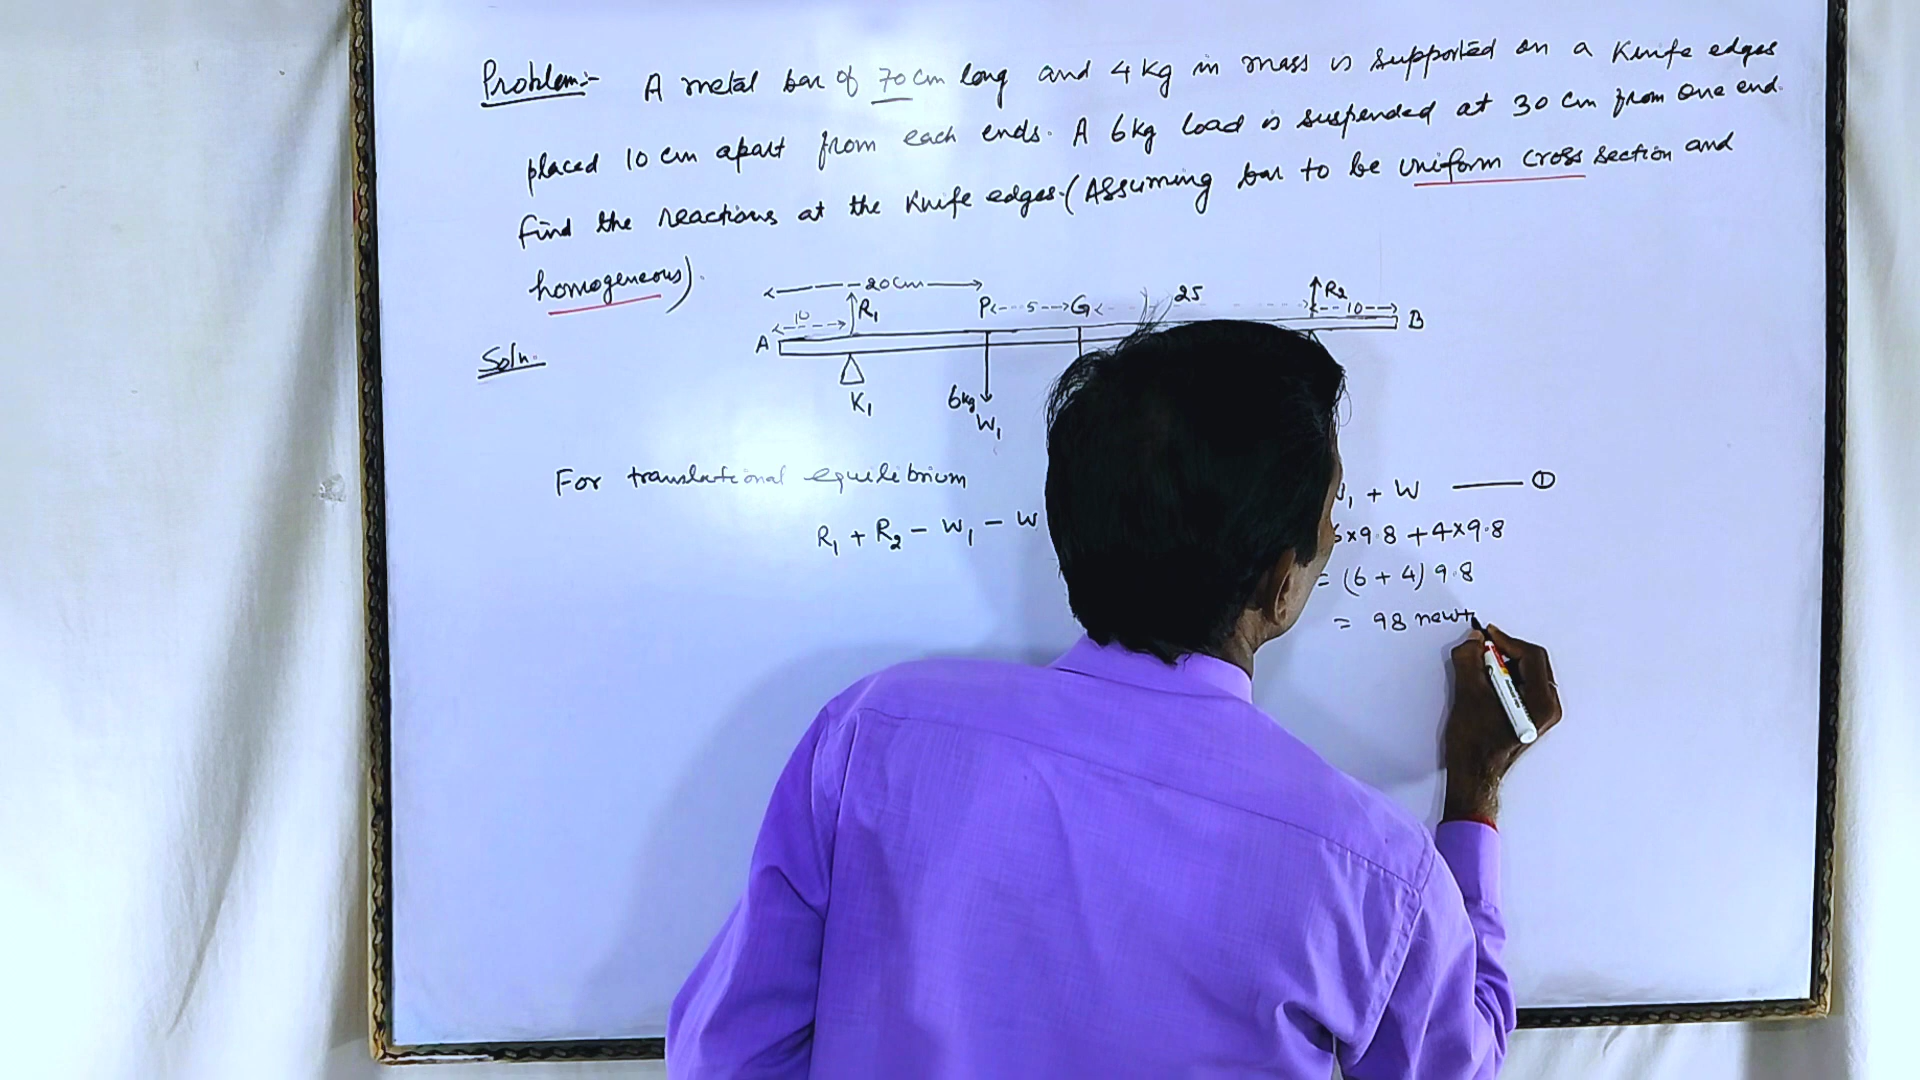 Problem:- A metal bar of 70 cm long and 4 kg in mass is supported on a Knife edges
placed 10 cm apart from each ends. A 6 kg load is suspended at 30 cm from one end.
Find the reactions at the Knife edges. (Assuming bar to be uniform cross section and
homogeneous).
20 cm
R2
10 R1 P 5 G 25 10
A B
Soln.
K1 6kg
W1
For translational equilibrium
1 + W ①
R1 + R2 - W1 - W
6×9.8 + 4×9.8
= (6 + 4) 9.8
= 98 newt